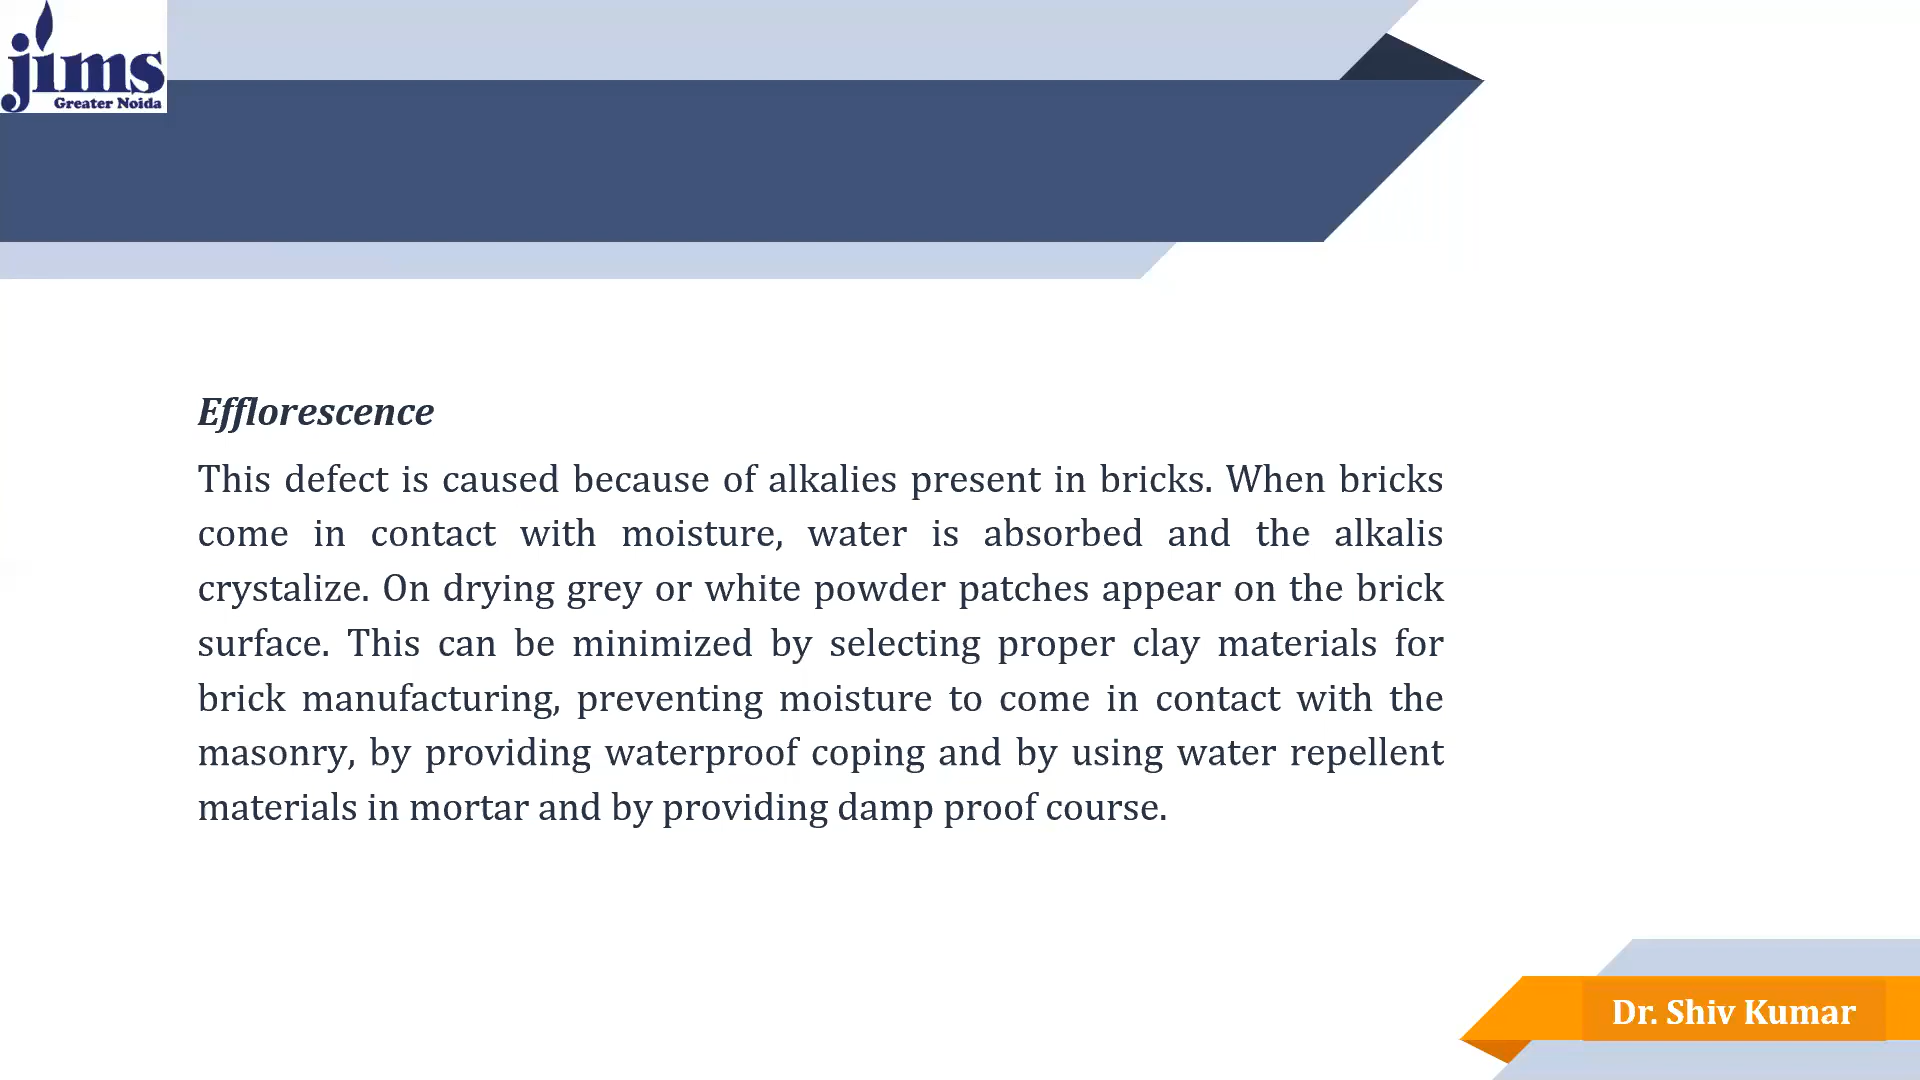 jims
Greater Noida
Efflorescence
This defect is caused because of alkalies present in bricks. When bricks
come in contact with moisture, water is absorbed and the alkalis
crystalize. On drying grey or white powder patches appear on the brick
surface. This can be minimized by selecting proper clay materials for
brick manufacturing, preventing moisture to come in contact with the
masonry, by providing waterproof coping and by using water repellent
materials in mortar and by providing damp proof course.
Dr. Shiv Kumar